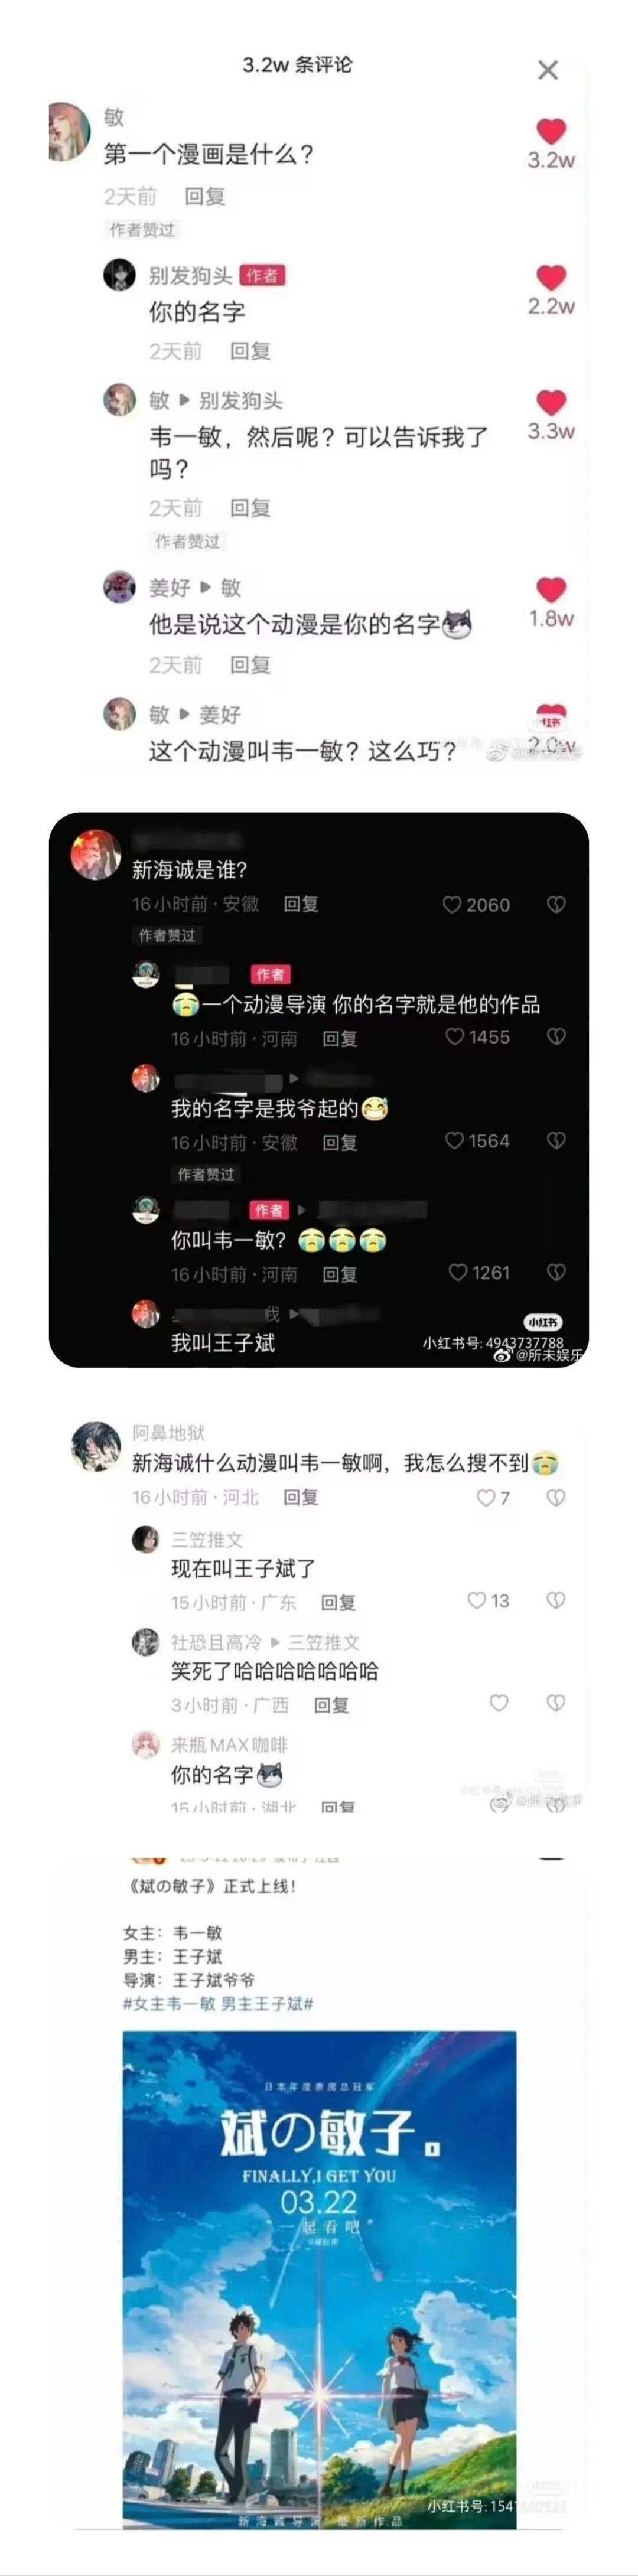 3.2w 条评论
敏
第一个漫画是什么?
3.2w
2天前 回复
作者赞过
别发狗头 作者
你的名字
2.2w
2天前 回复
敏 ▶ 别发狗头
韦一敏,然后呢?可以告诉我了
吗?
3.3w
2天前 回复
作者赞过
姜好 ▶ 敏
他是说这个动漫是你的名字
1.8w
2天前 回复
敏 ▶ 姜好
这个动漫叫韦一敏?这么巧?
2.0w
新海诚是谁?
16小时前·安徽 回复 2060
作者赞过
作者
😭一个动漫导演 你的名字就是他的作品
16小时前·河南 回复 1455
我的名字是我爷起的😅
16小时前·安徽 回复 1564
作者赞过
作者
你叫韦一敏? 😭😭😭
16小时前·河南 回复 1261
我
我叫王子斌
小红书
小红书号: 4943737788
@所未娱乐
阿鼻地狱
新海诚什么动漫叫韦一敏啊,我怎么搜不到😭
16小时前·河北 回复 7
三笠推文
现在叫王子斌了
15小时前·广东 回复 13
社恐且高冷 ▶ 三笠推文
笑死了哈哈哈哈哈哈哈
3小时前·广西 回复
来瓶MAX咖啡
你的名字
15小时前·湖北 回复
《斌の敏子》正式上线!
女主:韦一敏
男主:王子斌
导演:王子斌爷爷
#女主韦一敏 男主王子斌#
日本年度票房总冠军
斌の敏子。
FINALLY,I GET YOU
03.22
“一起看吧”
新海诚导演 最新作品